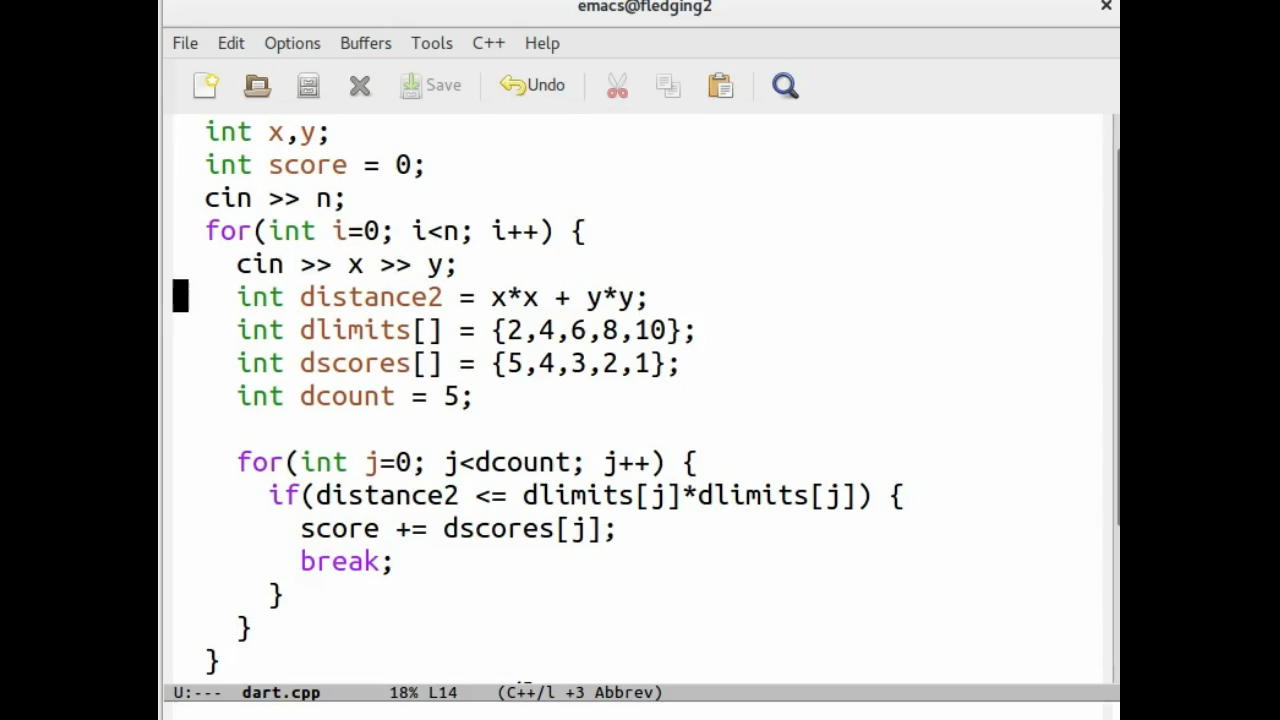 emacs@fledging2 ×
File Edit Options Buffers Tools C++ Help
Save Undo
int x,y;
int score = 0;
cin >> n;
for(int i=0; i<n; i++) {
cin >> x >> y;
int distance2 = x*x + y*y;
int dlimits[] = {2,4,6,8,10};
int dscores[] = {5,4,3,2,1};
int dcount = 5;
for(int j=0; j<dcount; j++) {
if(distance2 <= dlimits[j]*dlimits[j]) {
score += dscores[j];
break;
}
}
}
U:--- dart.cpp 18% L14 (C++/l +3 Abbrev)